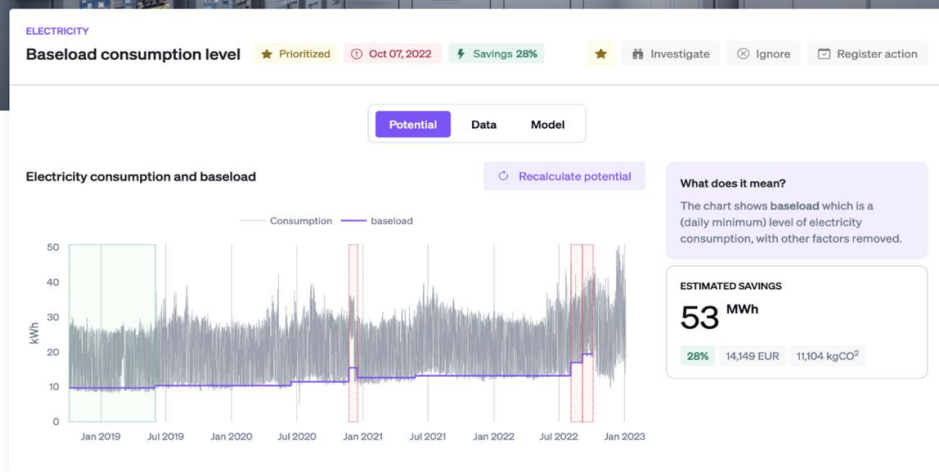 ELECTRICITY
Baseload consumption level
Prioritized
Oct 07, 2022
Savings 28%
Investigate
Ignore
Register action
Potential
Data
Model
Electricity consumption and baseload
Recalculate potential
Consumption
baseload
50
40
30
20
10
0
kWh
Jan 2019
Jul 2019
Jan 2020
Jul 2020
Jan 2021
Jul 2021
Jan 2022
Jul 2022
Jan 2023
What does it mean?
The chart shows baseload which is a
(daily minimum) level of electricity
consumption, with other factors removed.
ESTIMATED SAVINGS
53 MWh
28%
14,149 EUR
11,104 kgCO²